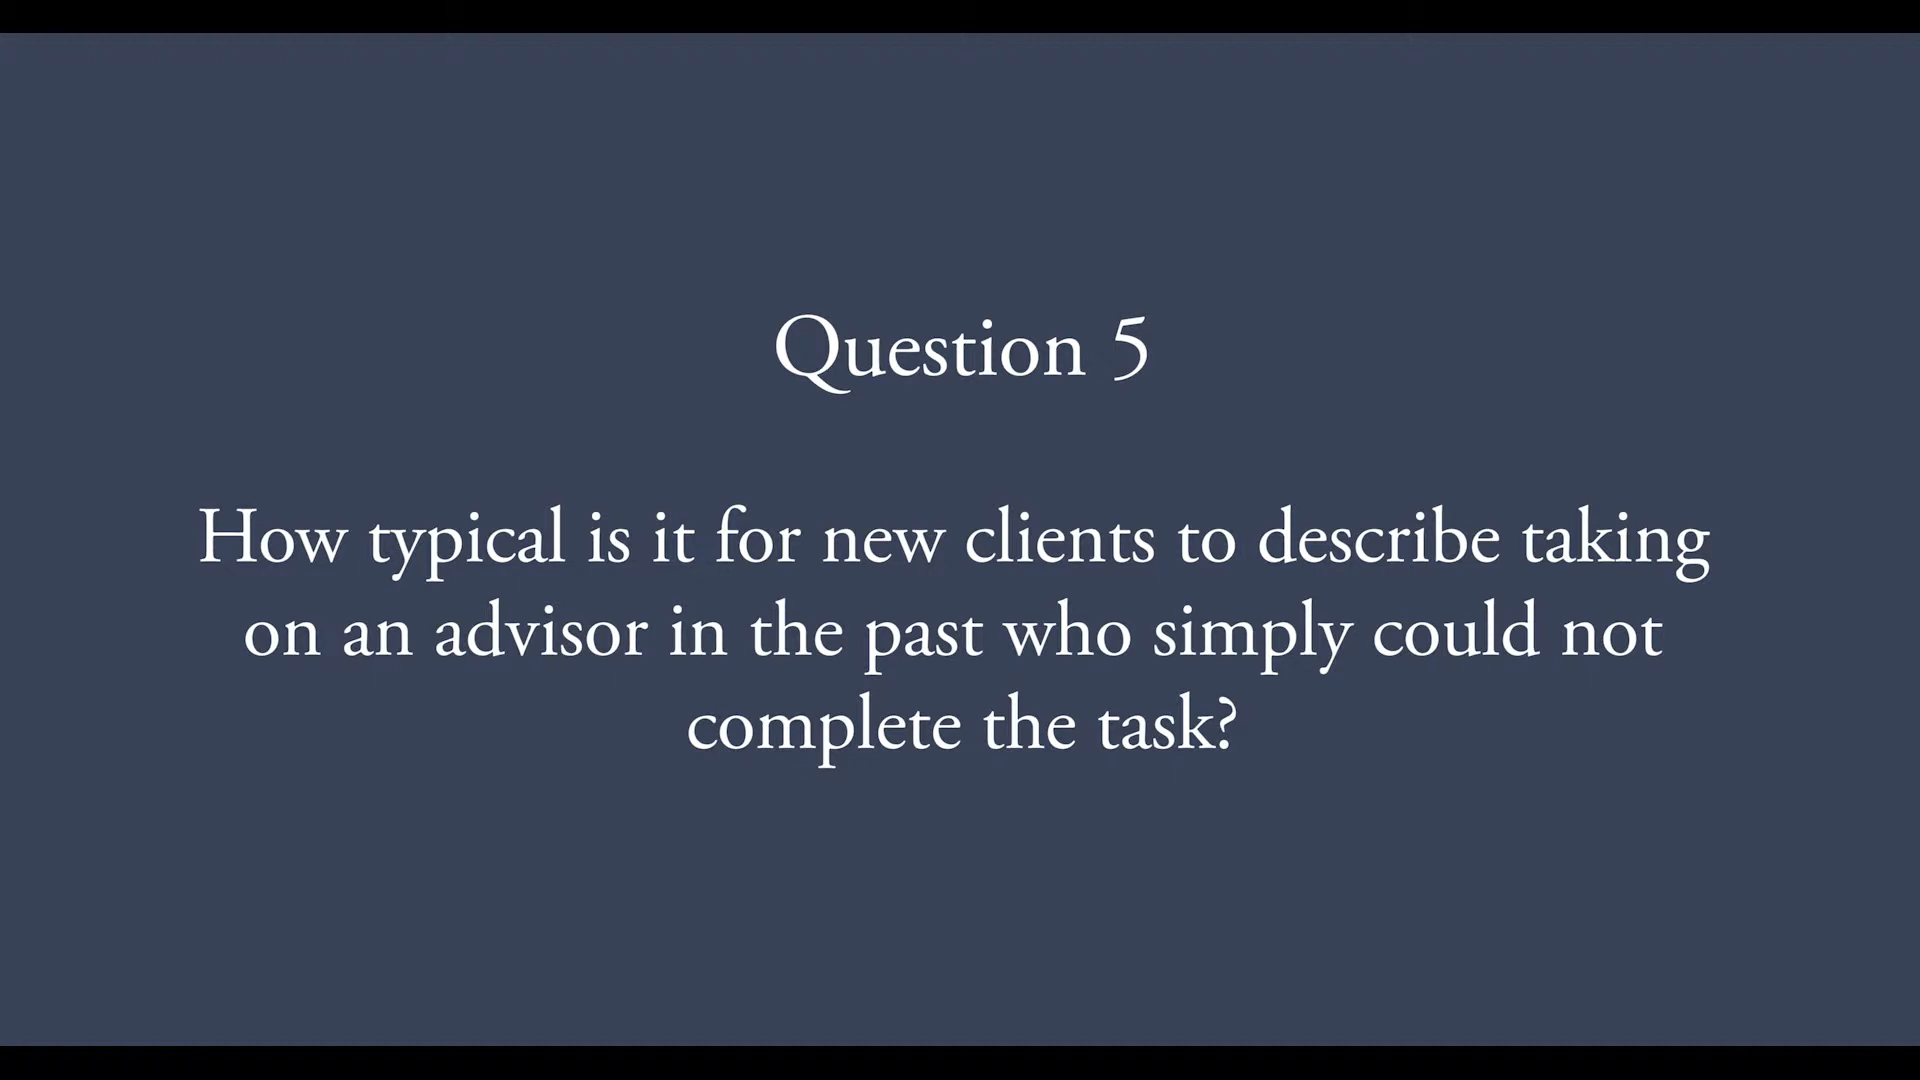 Question 5
How typical is it for new clients to describe taking
on an advisor in the past who simply could not
complete the task?